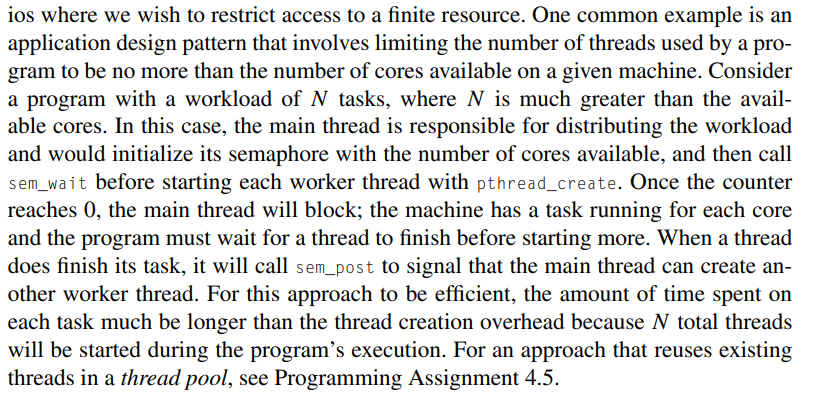 ios where we wish to restrict access to a finite resource. One common example is an
application design pattern that involves limiting the number of threads used by a pro-
gram to be no more than the number of cores available on a given machine. Consider
a program with a workload of N tasks, where N is much greater than the avail-
able cores. In this case, the main thread is responsible for distributing the workload
and would initialize its semaphore with the number of cores available, and then call
sem_wait before starting each worker thread with pthread_create. Once the counter
reaches 0, the main thread will block; the machine has a task running for each core
and the program must wait for a thread to finish before starting more. When a thread
does finish its task, it will call sem_post to signal that the main thread can create an-
other worker thread. For this approach to be efficient, the amount of time spent on
each task much be longer than the thread creation overhead because N total threads
will be started during the program's execution. For an approach that reuses existing
threads in a thread pool, see Programming Assignment 4.5.